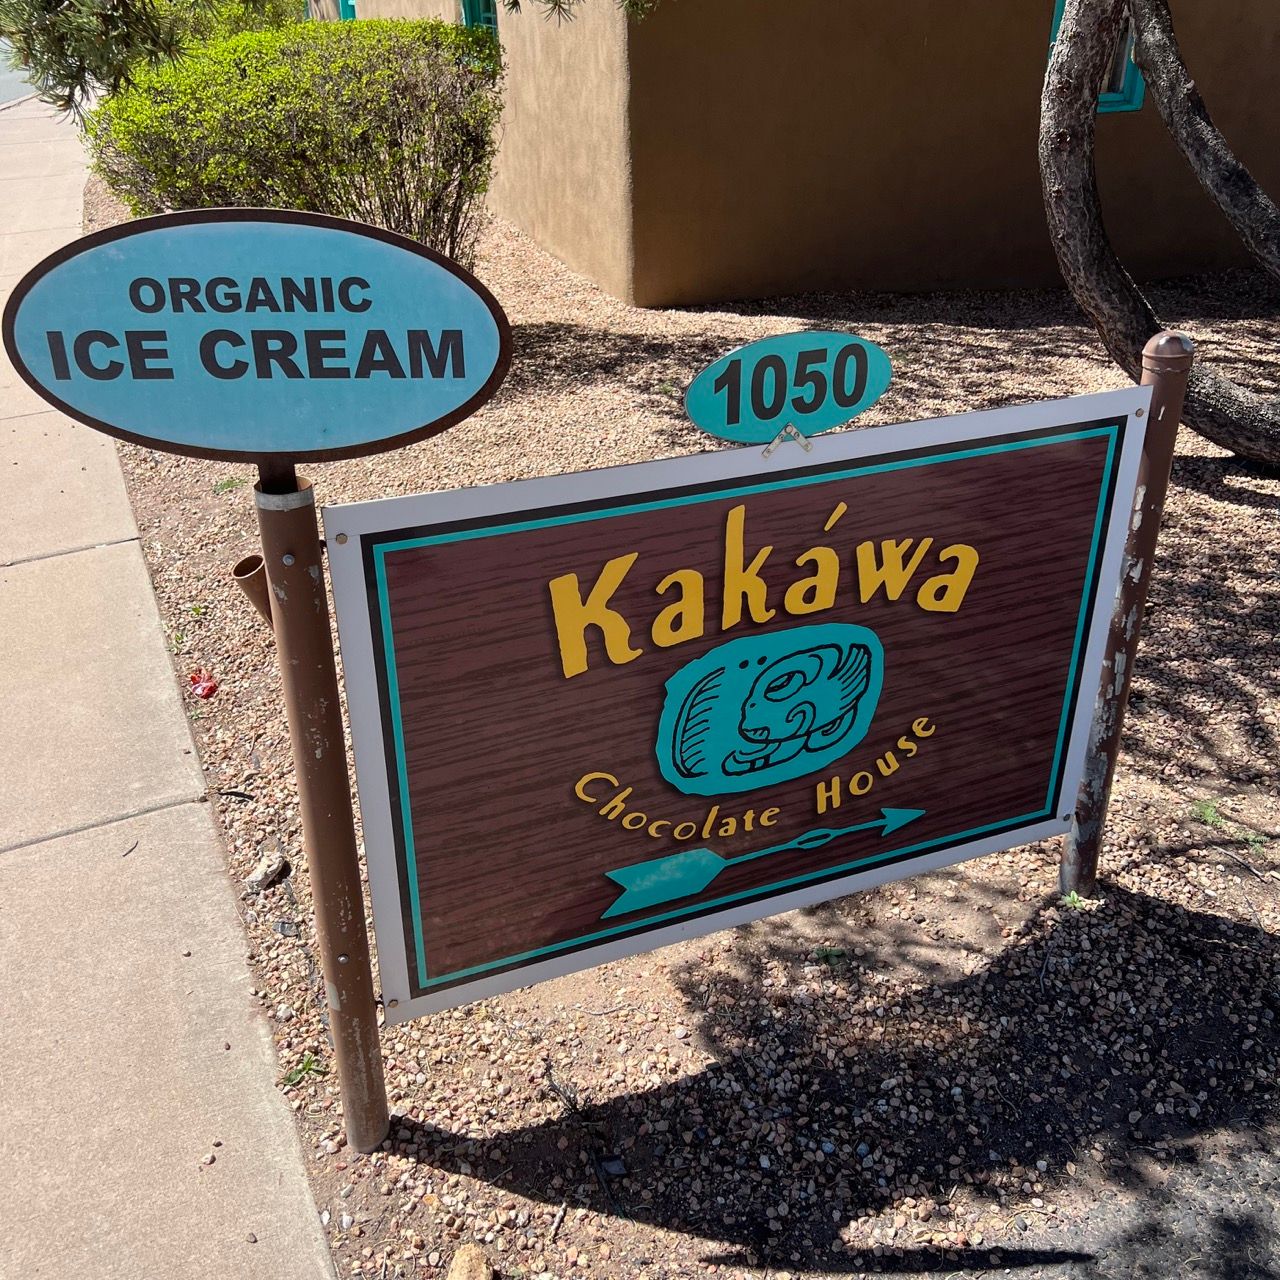 ORGANIC
ICE CREAM
1050
Kakáwa
Chocolate House